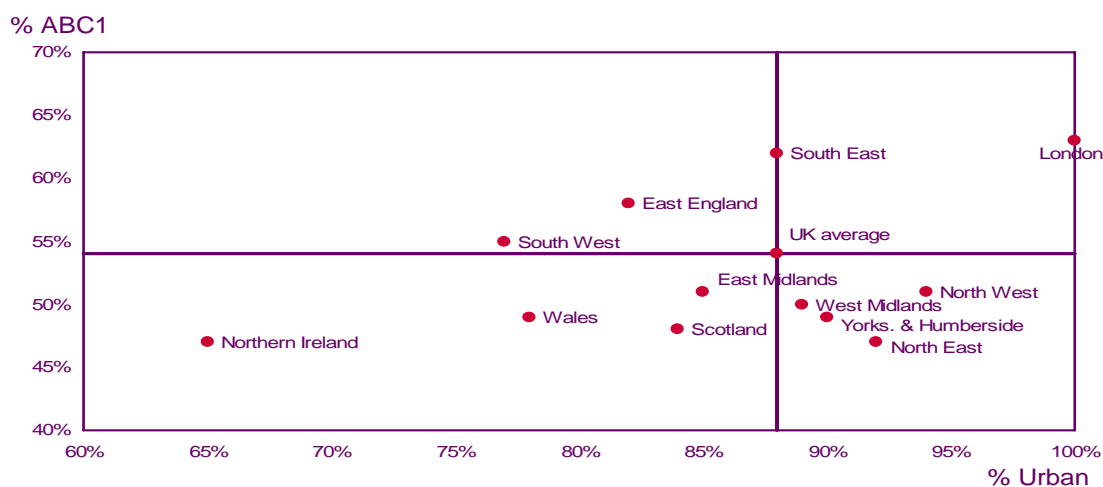 % ABC1
70%
65%
60%
55%
50%
45%
40%
South East
London
East England
UK average
South West
East Midlands
North West
West Midlands
Wales
Yorks. & Humberside
Scotland
Northern Ireland
North East
60% 65% 70% 75% 80% 85% 90% 95% 100%
% Urban